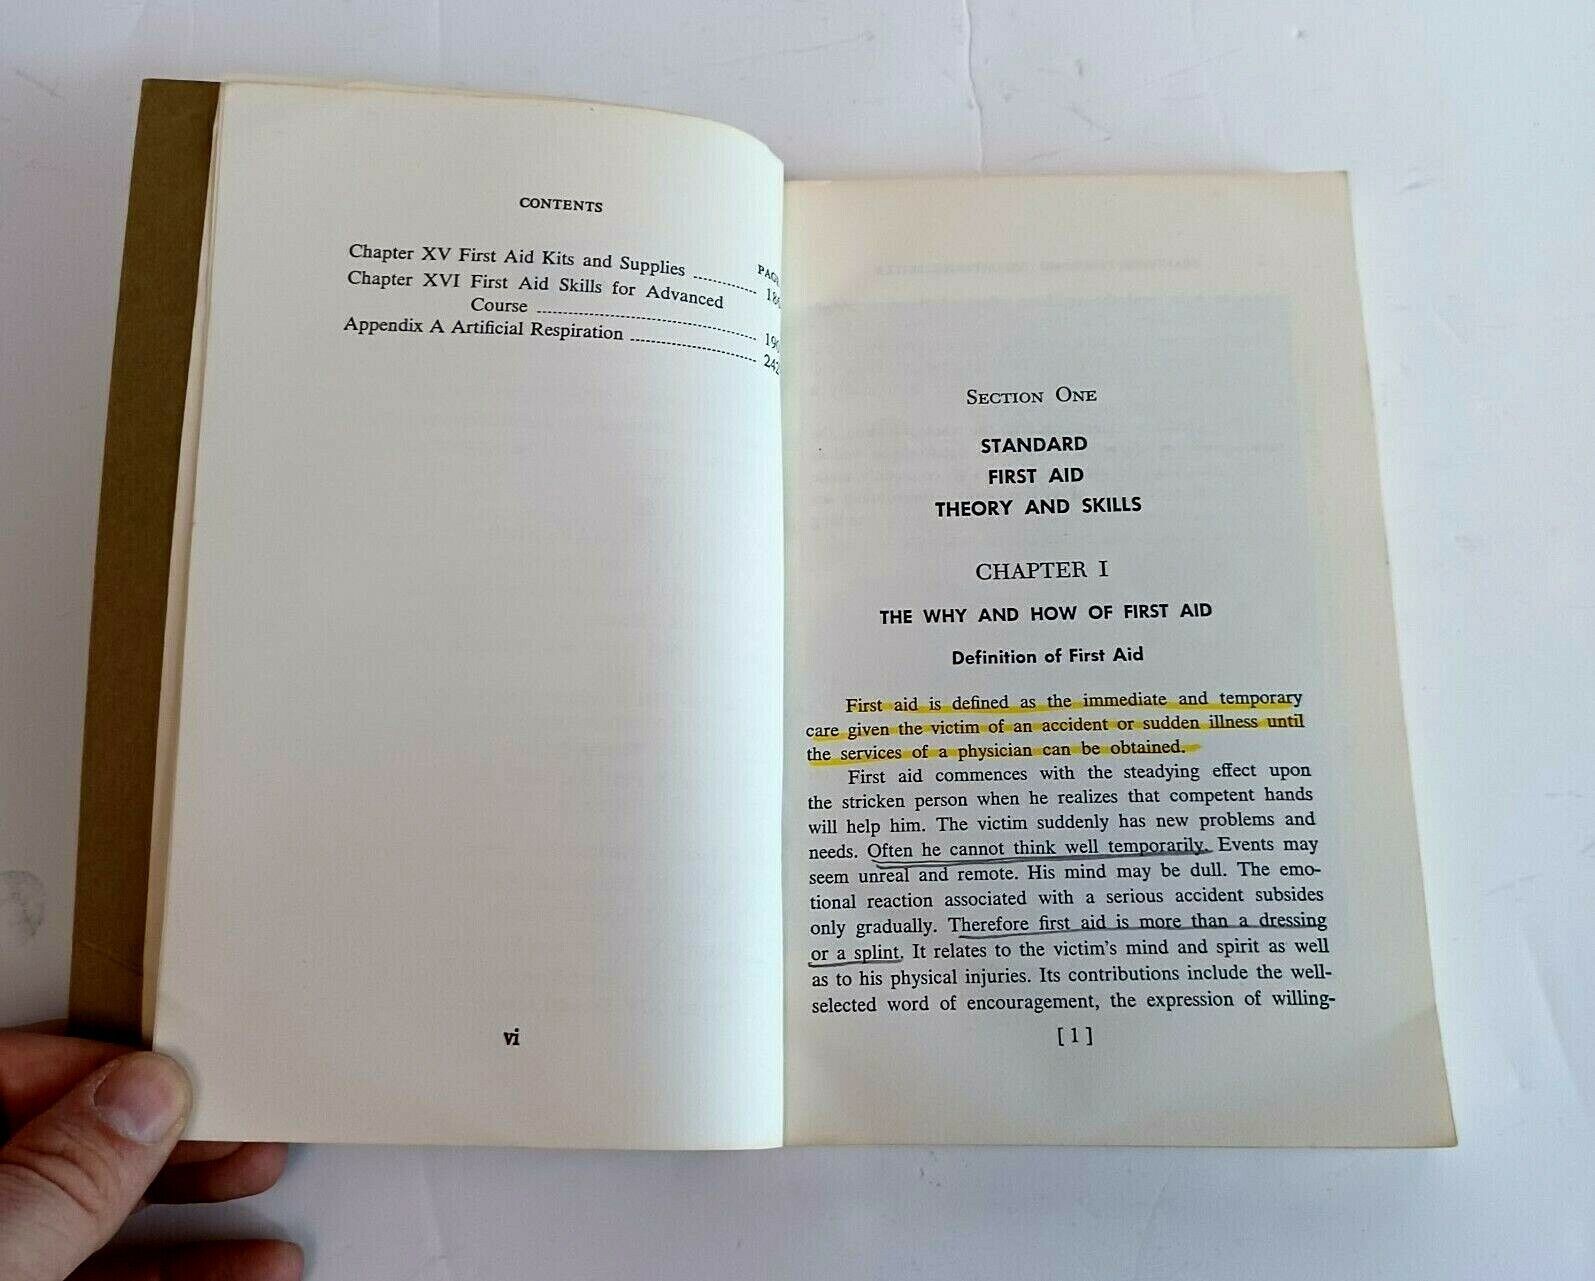 CONTENTS
Chapter XV First Aid Kits and Supplies
Chapter XVI First Aid Skills for Advanced
Course
Appendix A Artificial Respiration
242
vi
SECTION ONE
STANDARD
FIRST AID
THEORY AND SKILLS
CHAPTER I
THE WHY AND HOW OF FIRST AID
Definition of First Aid
First aid is defined as the immediate and temporary
care given the victim of an accident or sudden illness until
the services of a physician can be obtained.
First aid commences with the steadying effect upon
the stricken person when he realizes that competent hands
will help him. The victim suddenly has new problems and
needs. Often he cannot think well temporarily. Events may
seem unreal and remote. His mind may be dull. The emo-
tional reaction associated with a serious accident subsides
only gradually. Therefore first aid is more than a dressing
or a splint. It relates to the victim's mind and spirit as well
as to his physical injuries. Its contributions include the well-
selected word of encouragement, the expression of willing-
[ 1 ]